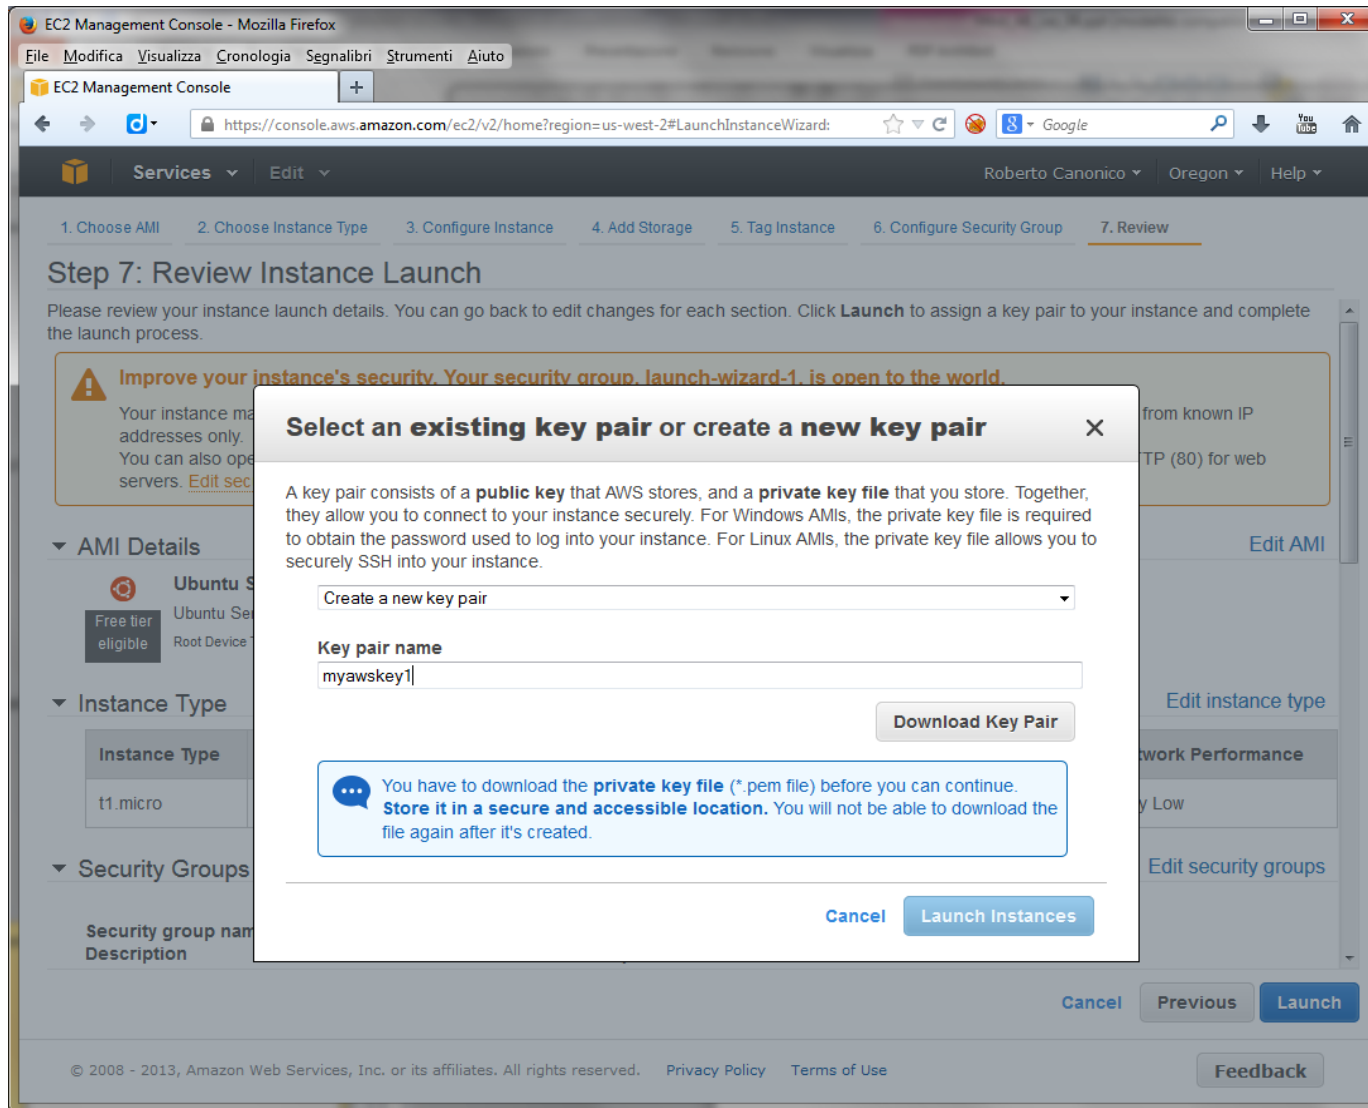 EC2 Management Console - Mozilla Firefox
File Modifica Visualizza Cronologia Segnalibri Strumenti Aiuto
EC2 Management Console
https://console.aws.amazon.com/ec2/v2/home?region=us-west-2#LaunchInstanceWizard:
Google
You Tube
Services Edit Roberto Canonico Oregon Help
1. Choose AMI 2. Choose Instance Type 3. Configure Instance 4. Add Storage 5. Tag Instance 6. Configure Security Group 7. Review
Step 7: Review Instance Launch
Please review your instance launch details. You can go back to edit changes for each section. Click Launch to assign a key pair to your instance and complete
the launch process.
Improve your instance's security. Your security group, launch-wizard-1, is open to the world.
Your instance ma from known IP
addresses only.
You can also ope TP (80) for web
servers. Edit sec
Select an existing key pair or create a new key pair
A key pair consists of a public key that AWS stores, and a private key file that you store. Together,
they allow you to connect to your instance securely. For Windows AMIs, the private key file is required
to obtain the password used to log into your instance. For Linux AMIs, the private key file allows you to
securely SSH into your instance.
Create a new key pair
Key pair name
myawskey1
Download Key Pair
You have to download the private key file (*.pem file) before you can continue.
Store it in a secure and accessible location. You will not be able to download the
file again after it's created.
Cancel Launch Instances
AMI Details Edit AMI
Ubuntu S
Ubuntu Ser
Free tier
eligible
Root Device T
Instance Type Edit instance type
Instance Type work Performance
t1.micro y Low
Security Groups Edit security groups
Security group nam
Description
Cancel Previous Launch
© 2008 - 2013, Amazon Web Services, Inc. or its affiliates. All rights reserved. Privacy Policy Terms of Use
Feedback